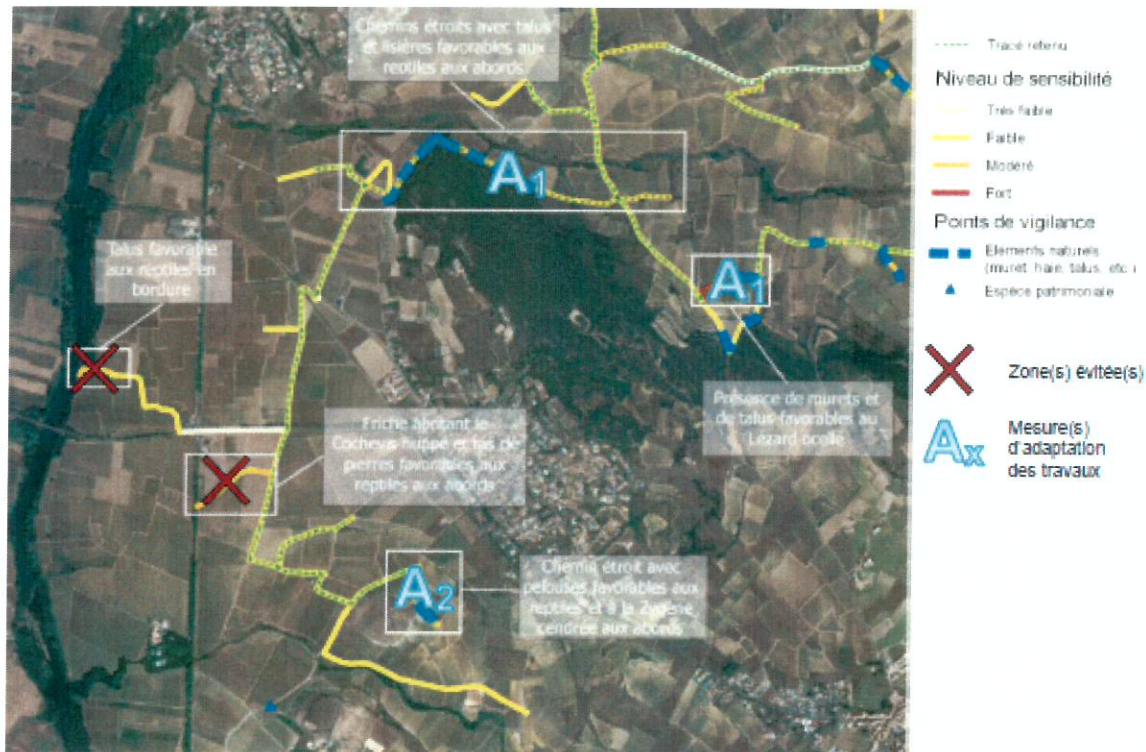 Chemins étroits avec talus
et lisières favorables aux
reptiles aux abords
A1
Talus favorable
aux reptiles en
bordure
A1
Présence de murets et
de talus favorables au
Lézard ocellé
Friche abritant le
Cochevis huppé et tas de
pierres favorables aux
reptiles aux abords
A2
Chemin étroit avec
pelouses favorables aux
reptiles et à la Zygène
cendrée aux abords
Tracé retenu
Niveau de sensibilité
Très faible
Faible
Modéré
Fort
Points de vigilance
Elements naturels
(muret, haie, talus, etc.)
Espèce patrimoniale
Zone(s) évitée(s)
Ax
Mesure(s)
d'adaptation
des travaux